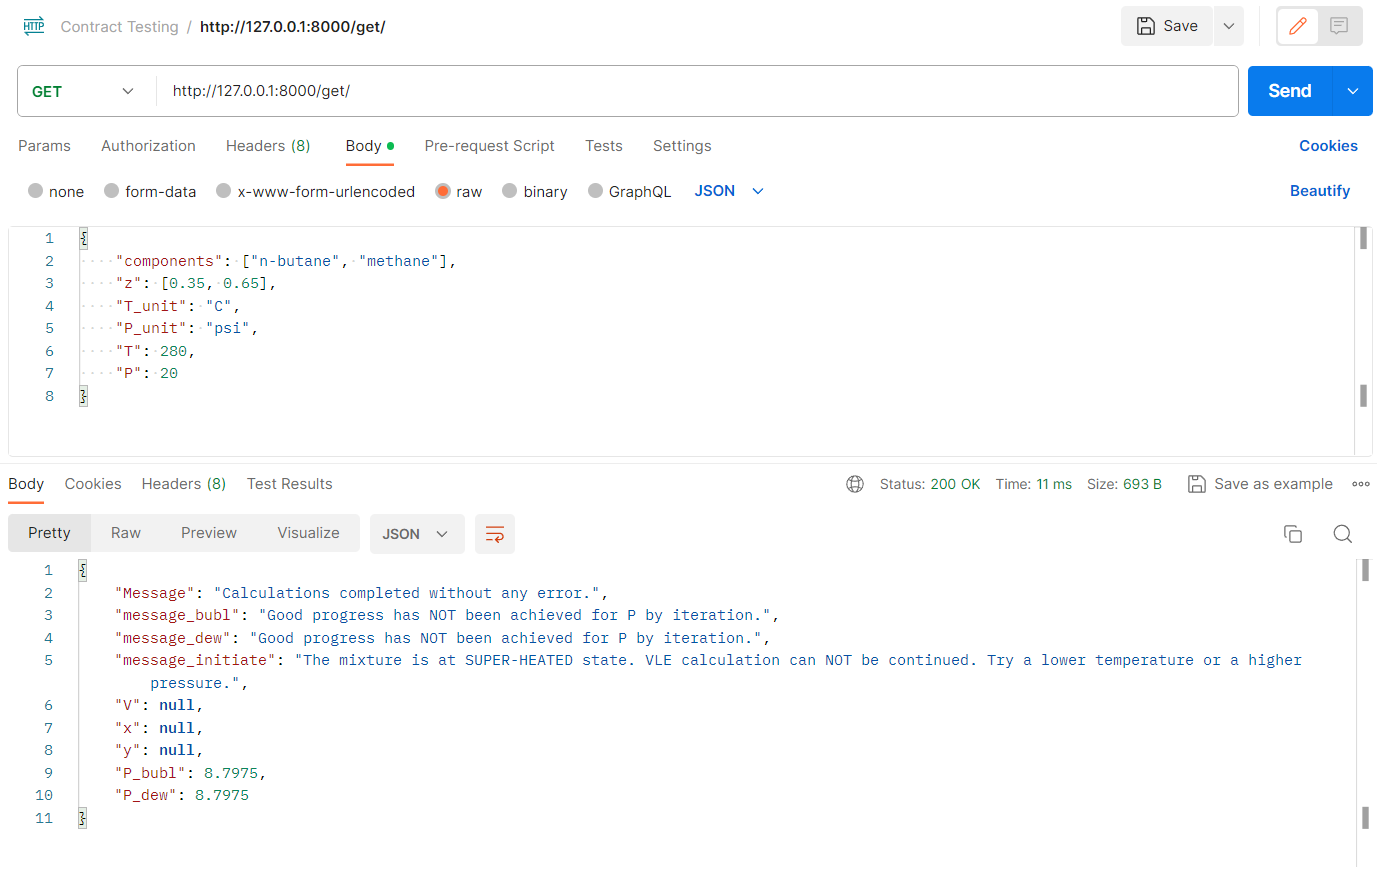 HTTP Contract Testing / http://127.0.0.1:8000/get/ Save
GET http://127.0.0.1:8000/get/ Send
Params Authorization Headers (8) Body Pre-request Script Tests Settings Cookies
none form-data x-www-form-urlencoded raw binary GraphQL JSON Beautify
1 {
2 ····"components":·["n-butane",·"methane"],
3 ····"z":·[0.35,·0.65],
4 ····"T_unit":·"C",
5 ····"P_unit":·"psi",
6 ····"T":·280,
7 ····"P":·20
8 }
Body Cookies Headers (8) Test Results Status: 200 OK Time: 11 ms Size: 693 B Save as example
Pretty Raw Preview Visualize JSON
1 {
2 "Message": "Calculations completed without any error.",
3 "message_bubl": "Good progress has NOT been achieved for P by iteration.",
4 "message_dew": "Good progress has NOT been achieved for P by iteration.",
5 "message_initiate": "The mixture is at SUPER-HEATED state. VLE calculation can NOT be continued. Try a lower temperature or a higher
pressure.",
6 "V": null,
7 "x": null,
8 "y": null,
9 "P_bubl": 8.7975,
10 "P_dew": 8.7975
11 }